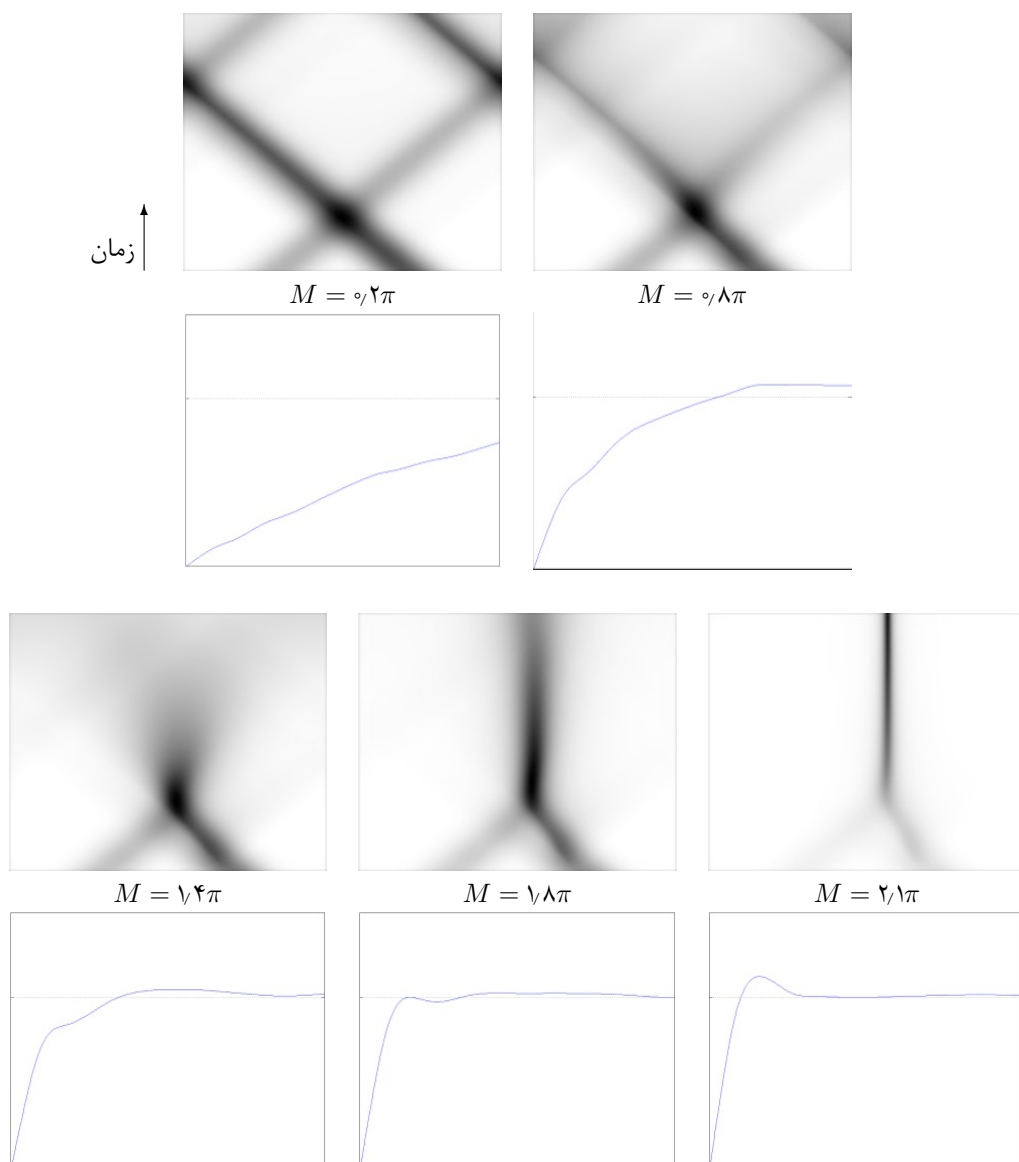 زمان
M = ۰٫۲π
M = ۰٫۸π
M = ۱٫۴π
M = ۱٫۸π
M = ۲٫۱π